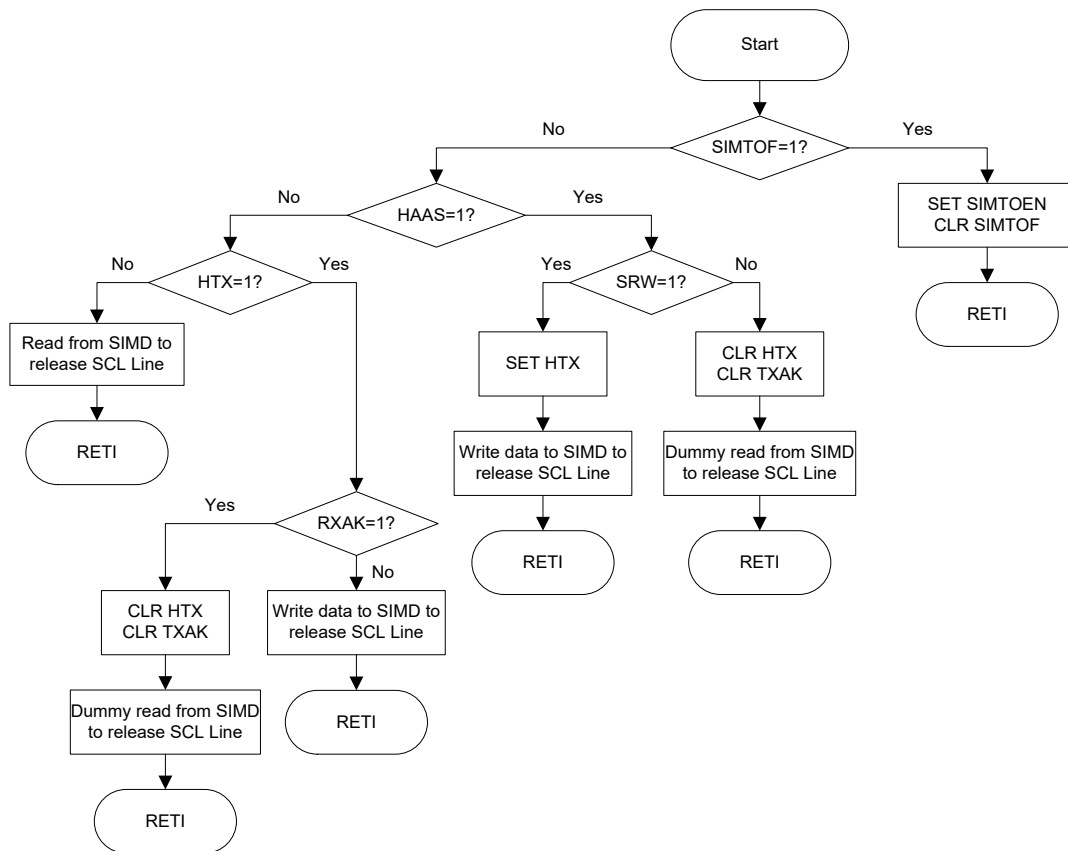 Start
No
Yes
SIMTOF=1?
No
Yes
HAAS=1?
SET SIMTOEN
CLR SIMTOF
No
Yes
HTX=1?
Yes
No
SRW=1?
RETI
Read from SIMD to
release SCL Line
SET HTX
CLR HTX
CLR TXAK
RETI
Write data to SIMD to
release SCL Line
Dummy read from SIMD
to release SCL Line
Yes
RXAK=1?
RETI
RETI
No
CLR HTX
CLR TXAK
Write data to SIMD to
release SCL Line
Dummy read from SIMD
to release SCL Line
RETI
RETI